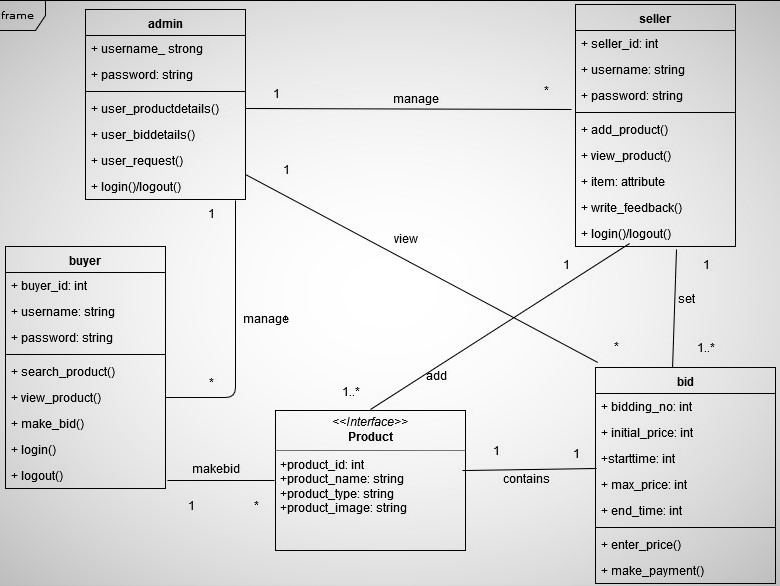 frame
admin
+ username_ strong
+ password: string
+ user_productdetails()
+ user_biddetails()
+ user_request()
+ login()/logout()
seller
+ seller_id: int
+ username: string
+ password: string
+ add_product()
+ view_product()
+ item: attribute
+ write_feedback()
+ login()/logout()
1
manage
*
1
view
*
1
manage
*
1
add
1..*
1
set
1..*
buyer
+ buyer_id: int
+ username: string
+ password: string
+ search_product()
+ view_product()
+ make_bid()
+ login()
+ logout()
makebid
1
*
<<Interface>>
Product
+product_id: int
+product_name: string
+product_type: string
+product_image: string
1
1
contains
bid
+ bidding_no: int
+ initial_price: int
+starttime: int
+ max_price: int
+ end_time: int
+ enter_price()
+ make_payment()